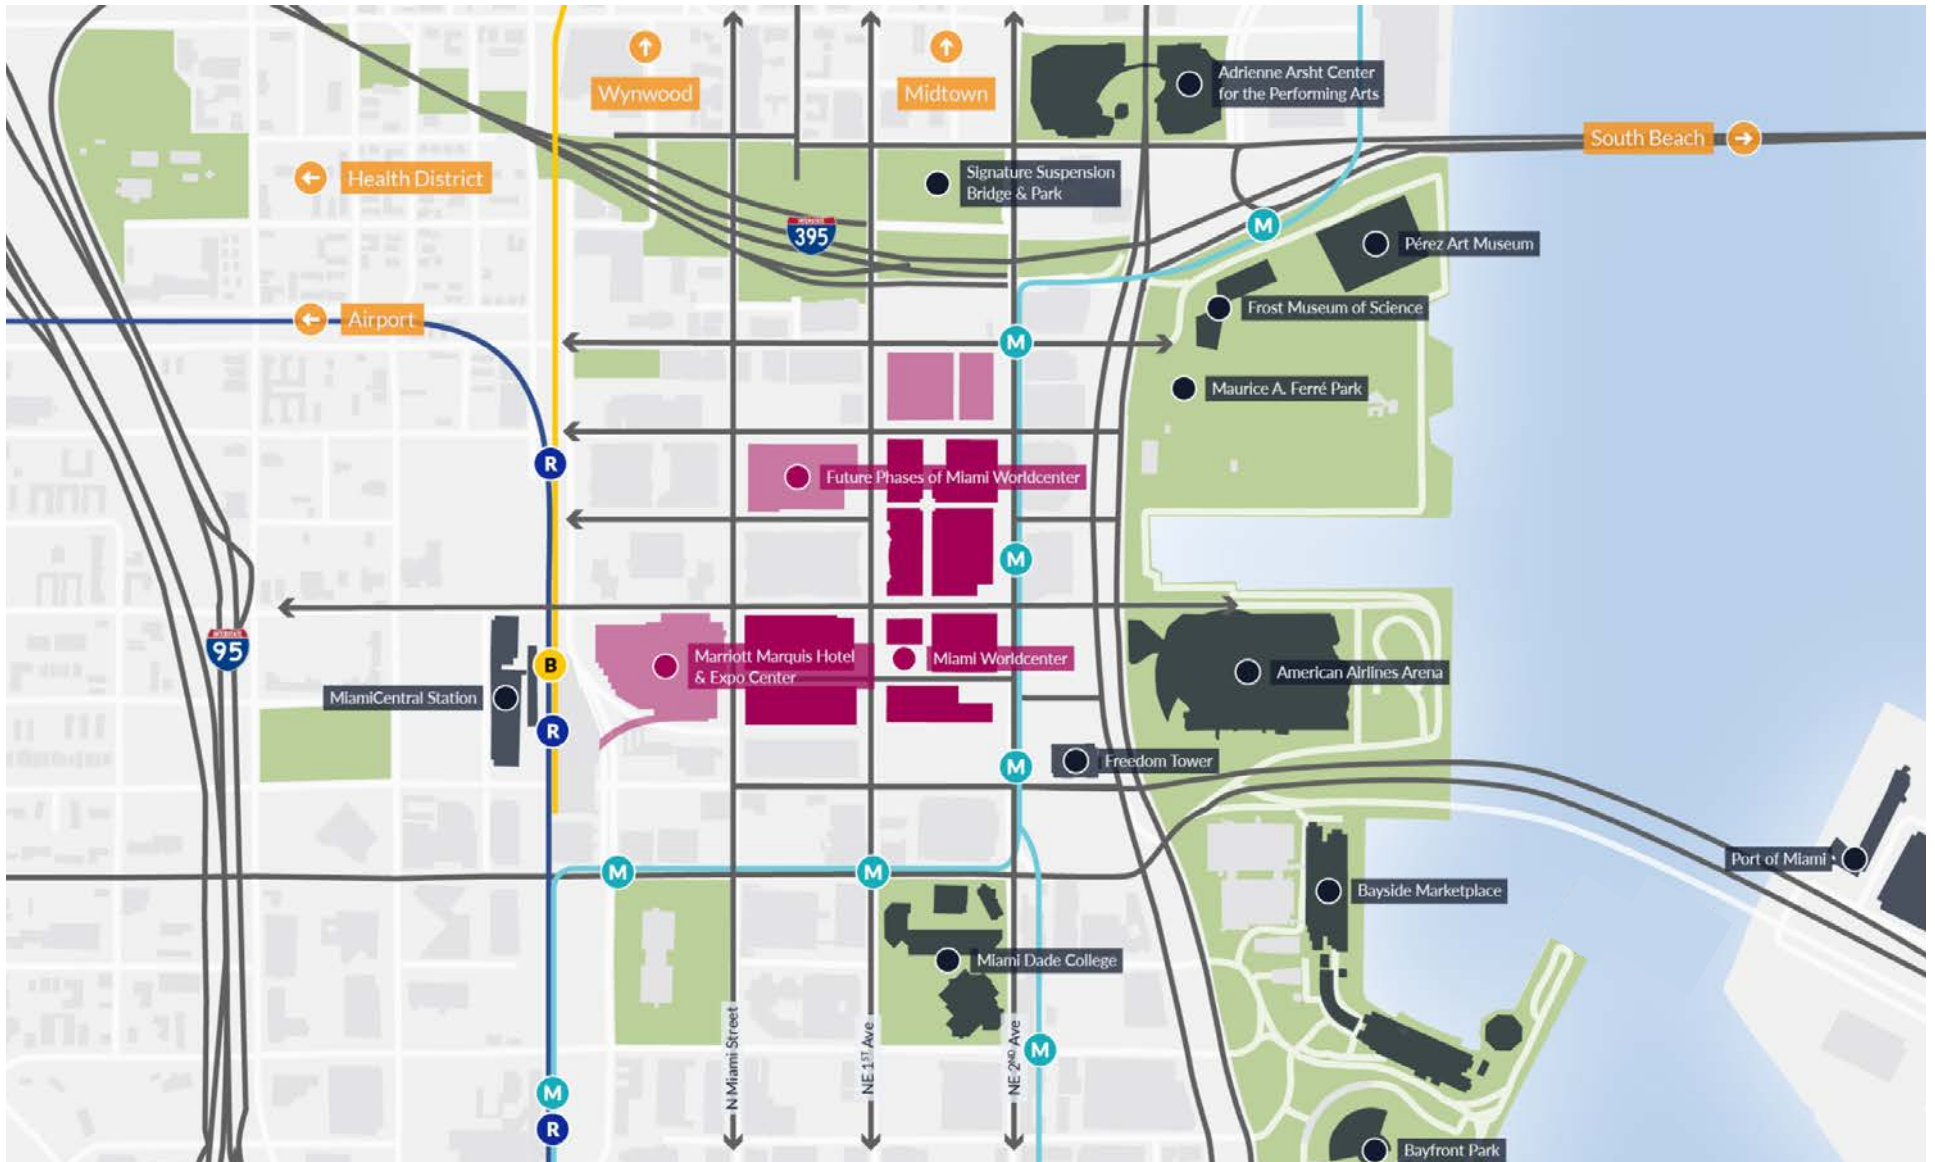 Wynwood
Midtown
Adrienne Arsht Center
for the Performing Arts
South Beach
Health District
Signature Suspension
Bridge & Park
INTERSTATE
395
M
Pérez Art Museum
Airport
Frost Museum of Science
M
Maurice A. Ferré Park
R
Future Phases of Miami Worldcenter
M
INTERSTATE
95
B
Marriott Marquis Hotel
& Expo Center
Miami Worldcenter
American Airlines Arena
MiamiCentral Station
R
M
Freedom Tower
M
M
Port of Miami
Bayside Marketplace
Miami Dade College
N Miami Street
NE 1ST Ave
NE 2ND Ave
M
M
R
Bayfront Park